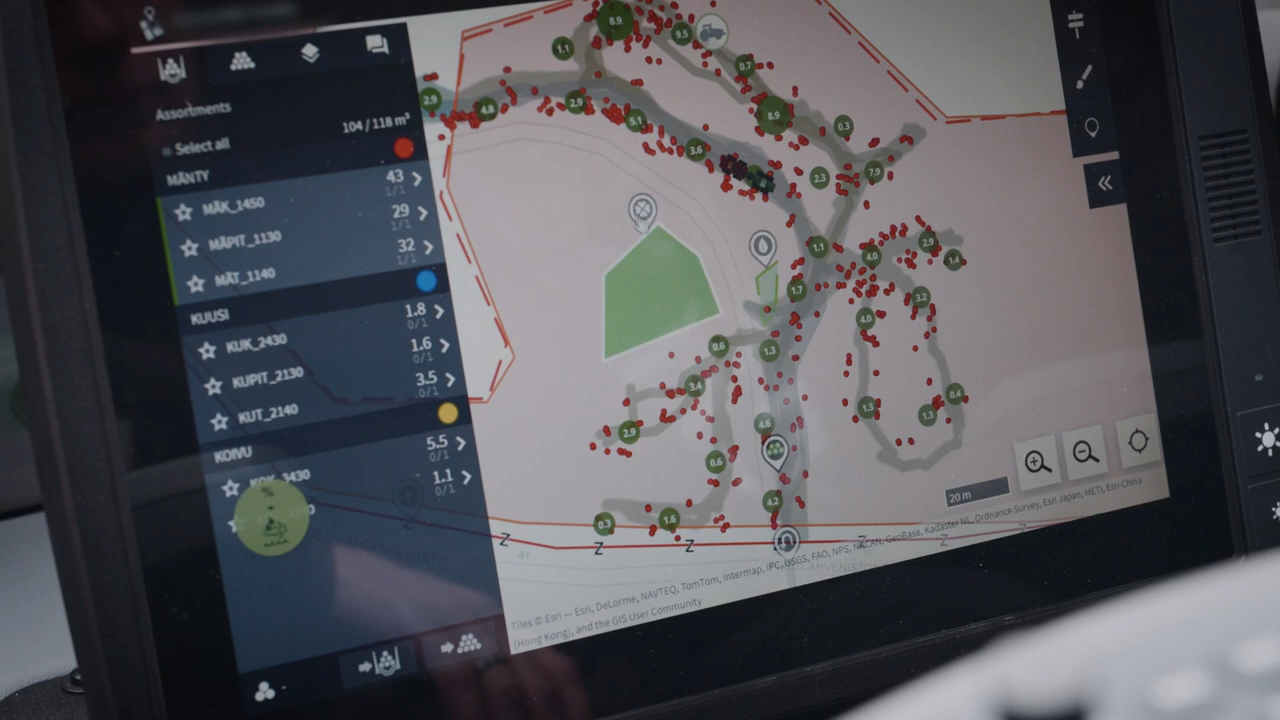 Assortments
104 / 118 m³
Select all
MÄNTY
MÄK_1450 43 1/1
MÄPIT_1130 29 1/1
MÄT_1140 32 1/1
KUUSI
KUK_2430 1.8 0/1
KUPIT_2130 1.6 0/1
KUT_2140 3.5 0/1
KOIVU
5.5 0/1
1.1 0/1
%
8.9
9.5
1.1
0.7
2.9
4.8
2.9
5.1
8.9
0.3
3.6
2.3
7.9
1.1
4.0
2.9
1.4
1.7
3.2
4.0
0.6
1.3
3.4
0.4
1.3
1.3
2.9
4.6
0.6
4.2
0.3
1.6
Z Z Z Z Z Z
41
20 m
Tiles © Esri — Esri, DeLorme, NAVTEQ, TomTom, Intermap, iPC, USGS, FAO, NPS, NRCAN, GeoBase, Kadaster NL, Ordnance Survey, Esri Japan, METI, Esri China
(Hong Kong), and the GIS User Community